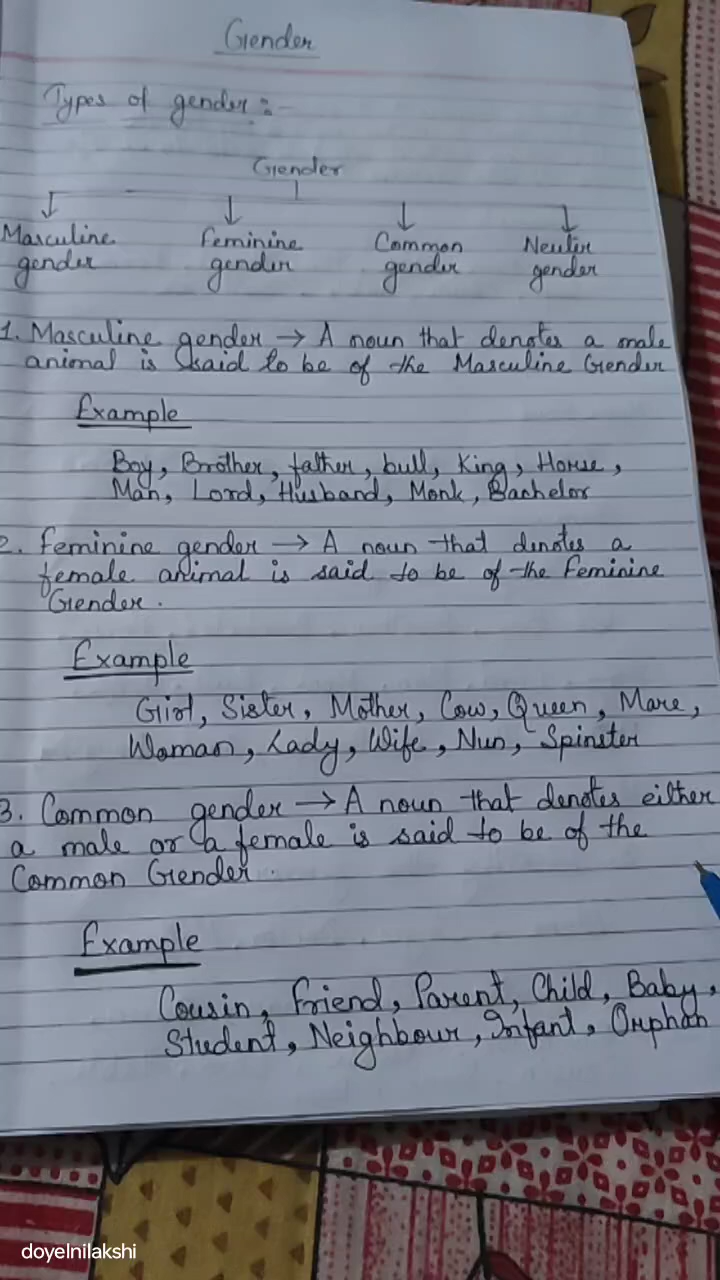 Gender
Types of gender :-
Gender
Masculine gender
Feminine gender
Common gender
Neuter gender
1. Masculine gender → A noun that denotes a male
animal is said to be of the Masculine Gender
Example
Boy, Brother, father, bull, King, Horse,
Man, Lord, Husband, Monk, Bachelor
2. Feminine gender → A noun that denotes a
female animal is said to be of the Feminine
Gender.
Example
Girl, Sister, Mother, Cow, Queen, Mare,
Woman, Lady, Wife, Nun, Spinster
3. Common gender → A noun that denotes either
a male or a female is said to be of the
Common Gender.
Example
Cousin, Friend, Parent, Child, Baby,
Student, Neighbour, Infant, Orphan
doyelnilakshi